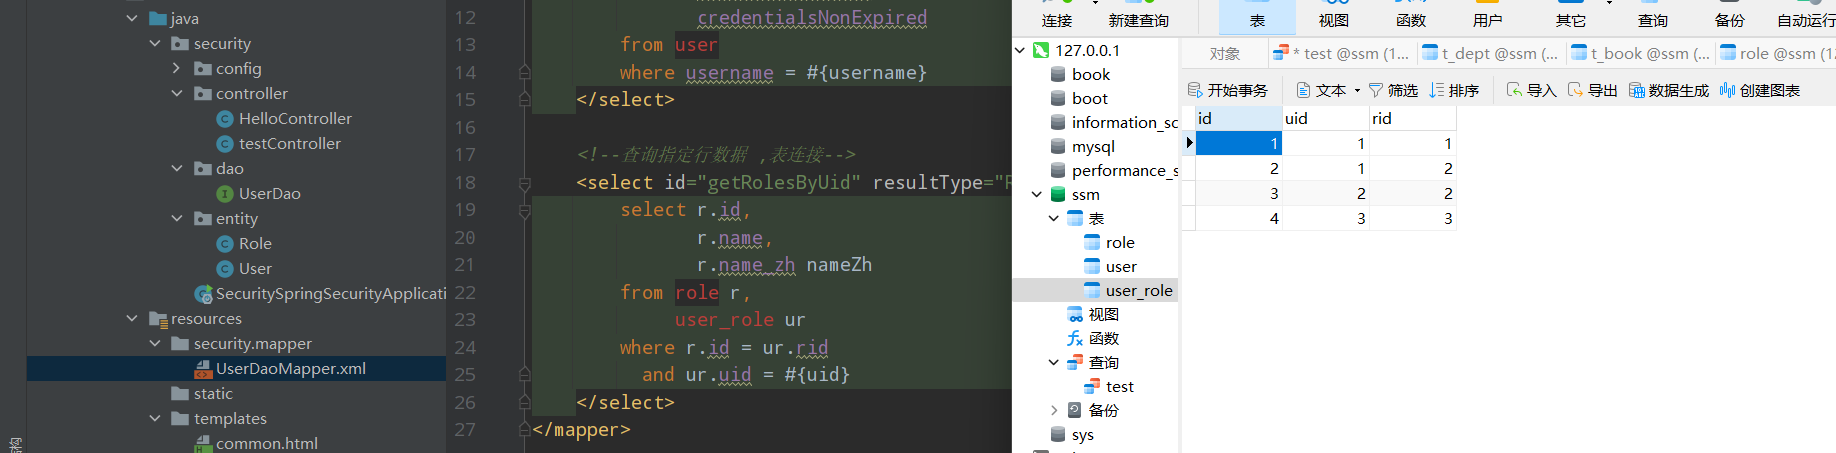 java
security
config
controller
HelloController
testController
dao
UserDao
entity
Role
User
SecuritySpringSecurityApplicati
resources
security.mapper
UserDaoMapper.xml
static
templates
common.html
12 credentialsNonExpired
13 from user
14 where username = #{username}
15 </select>
16
17 <!--查询指定行数据 ,表连接-->
18 <select id="getRolesByUid" resultType="R
19 select r.id,
20 r.name,
21 r.name_zh nameZh
22 from role r,
23 user_role ur
24 where r.id = ur.rid
25 and ur.uid = #{uid}
26 </select>
27 </mapper>
连接 新建查询 表 视图 函数 用户 其它 查询 备份 自动运行
127.0.0.1
book
boot
information_sc
mysql
performance_s
ssm
表
role
user
user_role
视图
函数
查询
test
备份
sys
对象 * test @ssm (1... t_dept @ssm (... t_book @ssm (... role @ssm (12
开始事务 文本 筛选 排序 导入 导出 数据生成 创建图表
id uid rid
1 1 1
2 1 2
3 2 2
4 3 3